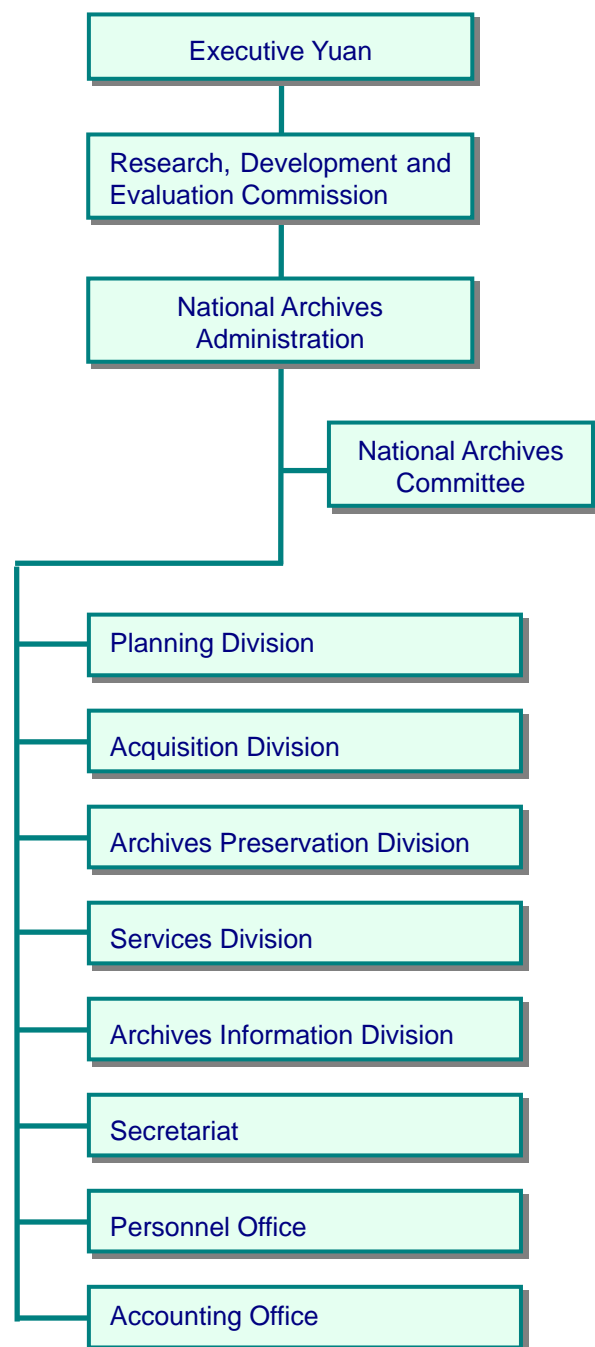 Executive Yuan
Research, Development and
Evaluation Commission
National Archives
Administration
National Archives
Committee
Planning Division
Acquisition Division
Archives Preservation Division
Services Division
Archives Information Division
Secretariat
Personnel Office
Accounting Office